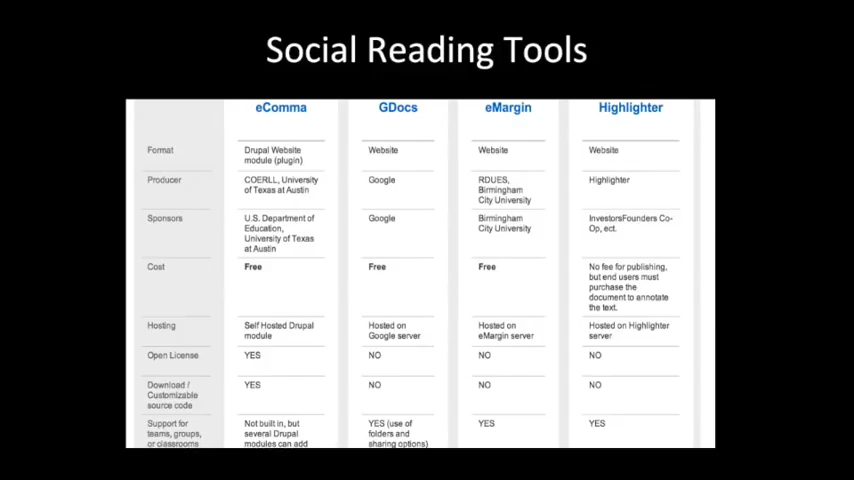 Social Reading Tools
eComma GDocs eMargin Highlighter
Format Drupal Website Website Website Website
module (plugin)
Producer COERLL, University Google RDUES, Highlighter
of Texas at Austin Birmingham
City University
Sponsors U.S. Department of Google Birmingham InvestorsFounders Co-
Education, City University Op, ect.
University of Texas
at Austin
Cost Free Free Free No fee for publishing,
but end users must
purchase the
document to annotate
the text.
Hosting Self Hosted Drupal Hosted on Hosted on Hosted on Highlighter
module Google server eMargin server server
Open License YES NO NO NO
Download / YES NO NO NO
Customizable
source code
Support for Not built in, but YES (use of YES YES
teams, groups, several Drupal folders and
or classrooms modules can add sharing options)